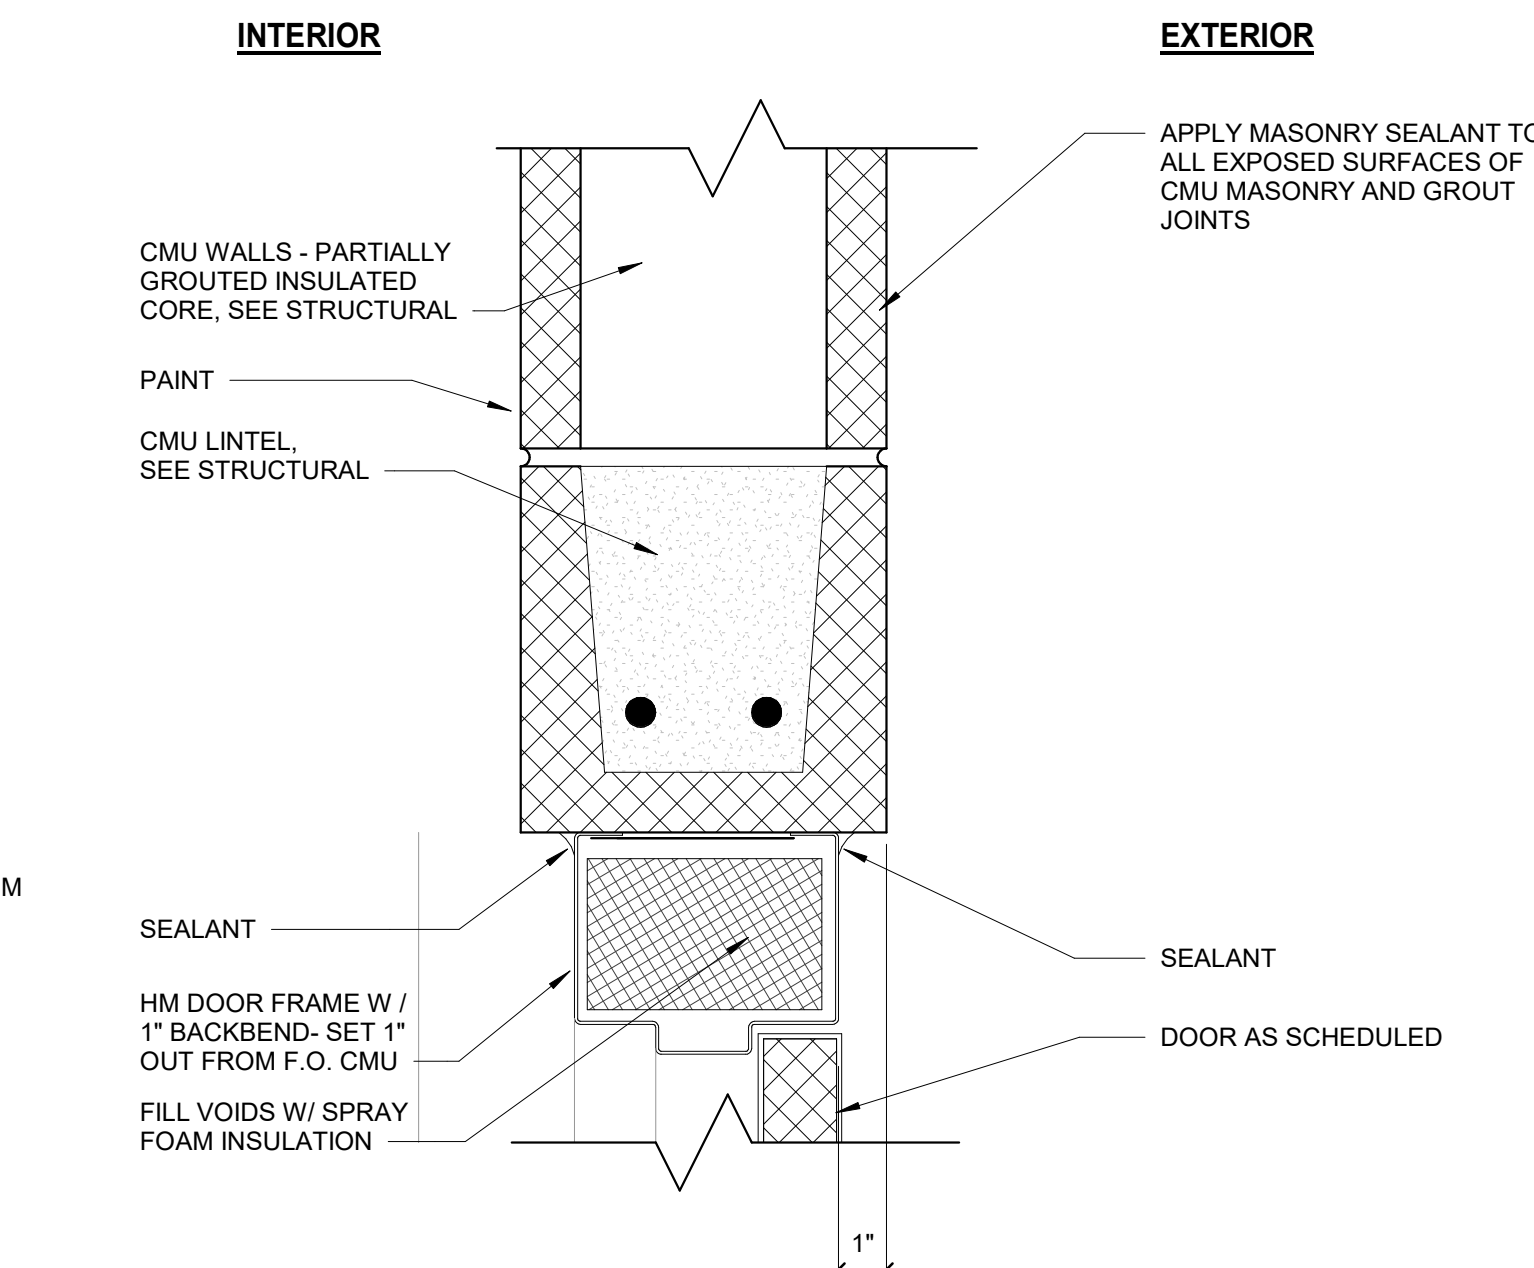 INTERIOR
EXTERIOR
APPLY MASONRY SEALANT TO
ALL EXPOSED SURFACES OF
CMU MASONRY AND GROUT
JOINTS
CMU WALLS - PARTIALLY
GROUTED INSULATED
CORE, SEE STRUCTURAL
PAINT
CMU LINTEL,
SEE STRUCTURAL
M
SEALANT
HM DOOR FRAME W /
1" BACKBEND- SET 1"
OUT FROM F.O. CMU
FILL VOIDS W/ SPRAY
FOAM INSULATION
SEALANT
DOOR AS SCHEDULED
1"